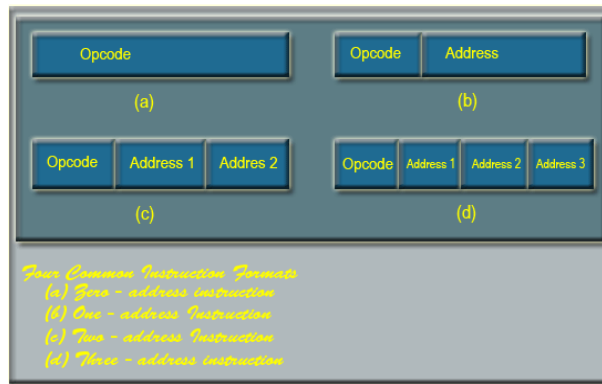 Opcode
(a)
Opcode Address
(b)
Opcode Address 1 Addres 2
(c)
Opcode Address 1 Address 2 Address 3
(d)
Four Common Instruction Formats
(a) Zero - address instruction
(b) One - address Instruction
(c) Two - address Instruction
(d) Three - address instruction